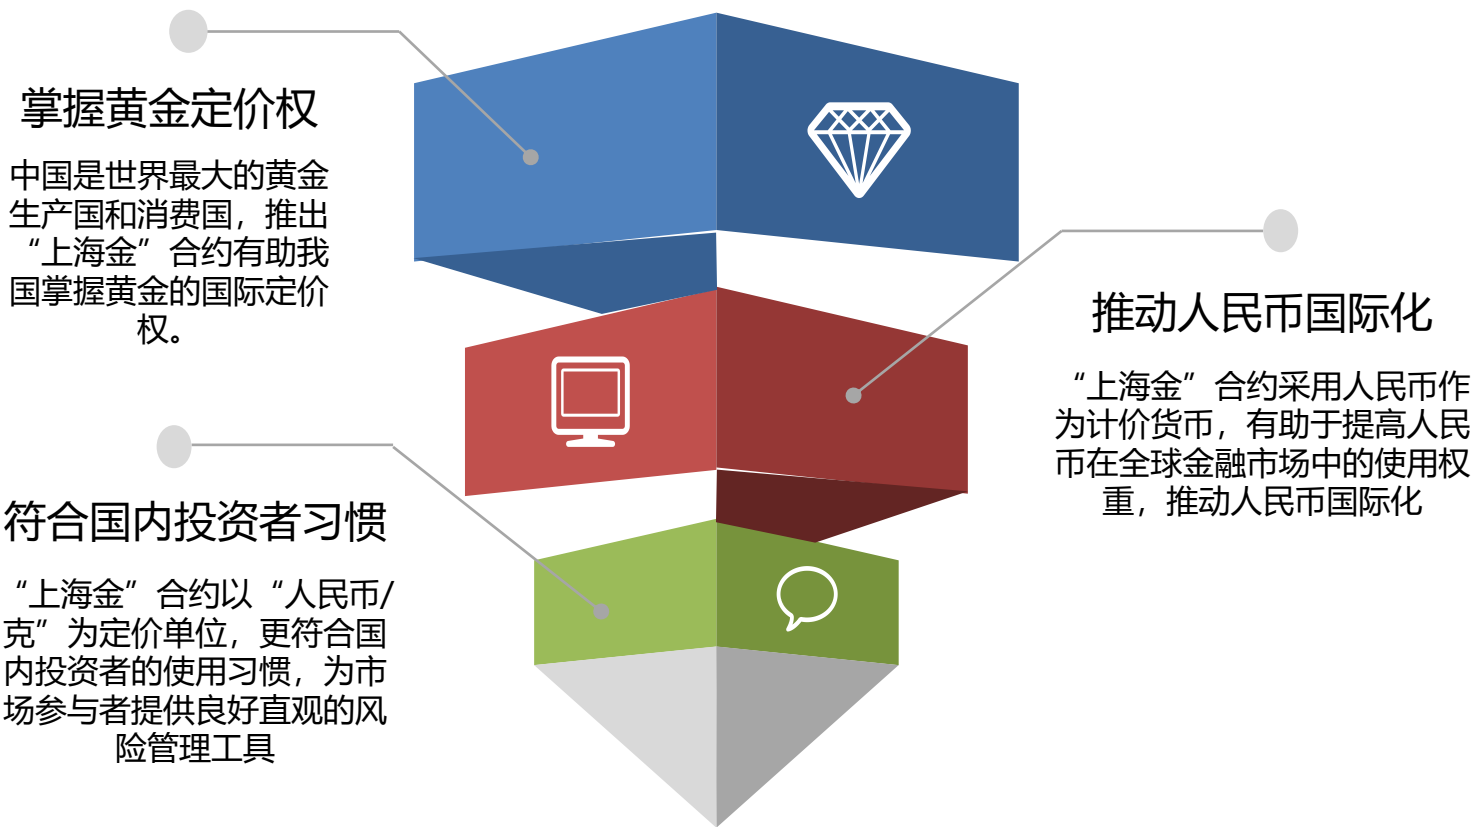 掌握黄金定价权
中国是世界最大的黄金
生产国和消费国，推出
“上海金”合约有助我
国掌握黄金的国际定价
权。
推动人民币国际化
“上海金”合约采用人民币作
为计价货币，有助于提高人民
币在全球金融市场中的使用权
重，推动人民币国际化
符合国内投资者习惯
“上海金”合约以“人民币/
克”为定价单位，更符合国
内投资者的使用习惯，为市
场参与者提供良好直观的风
险管理工具